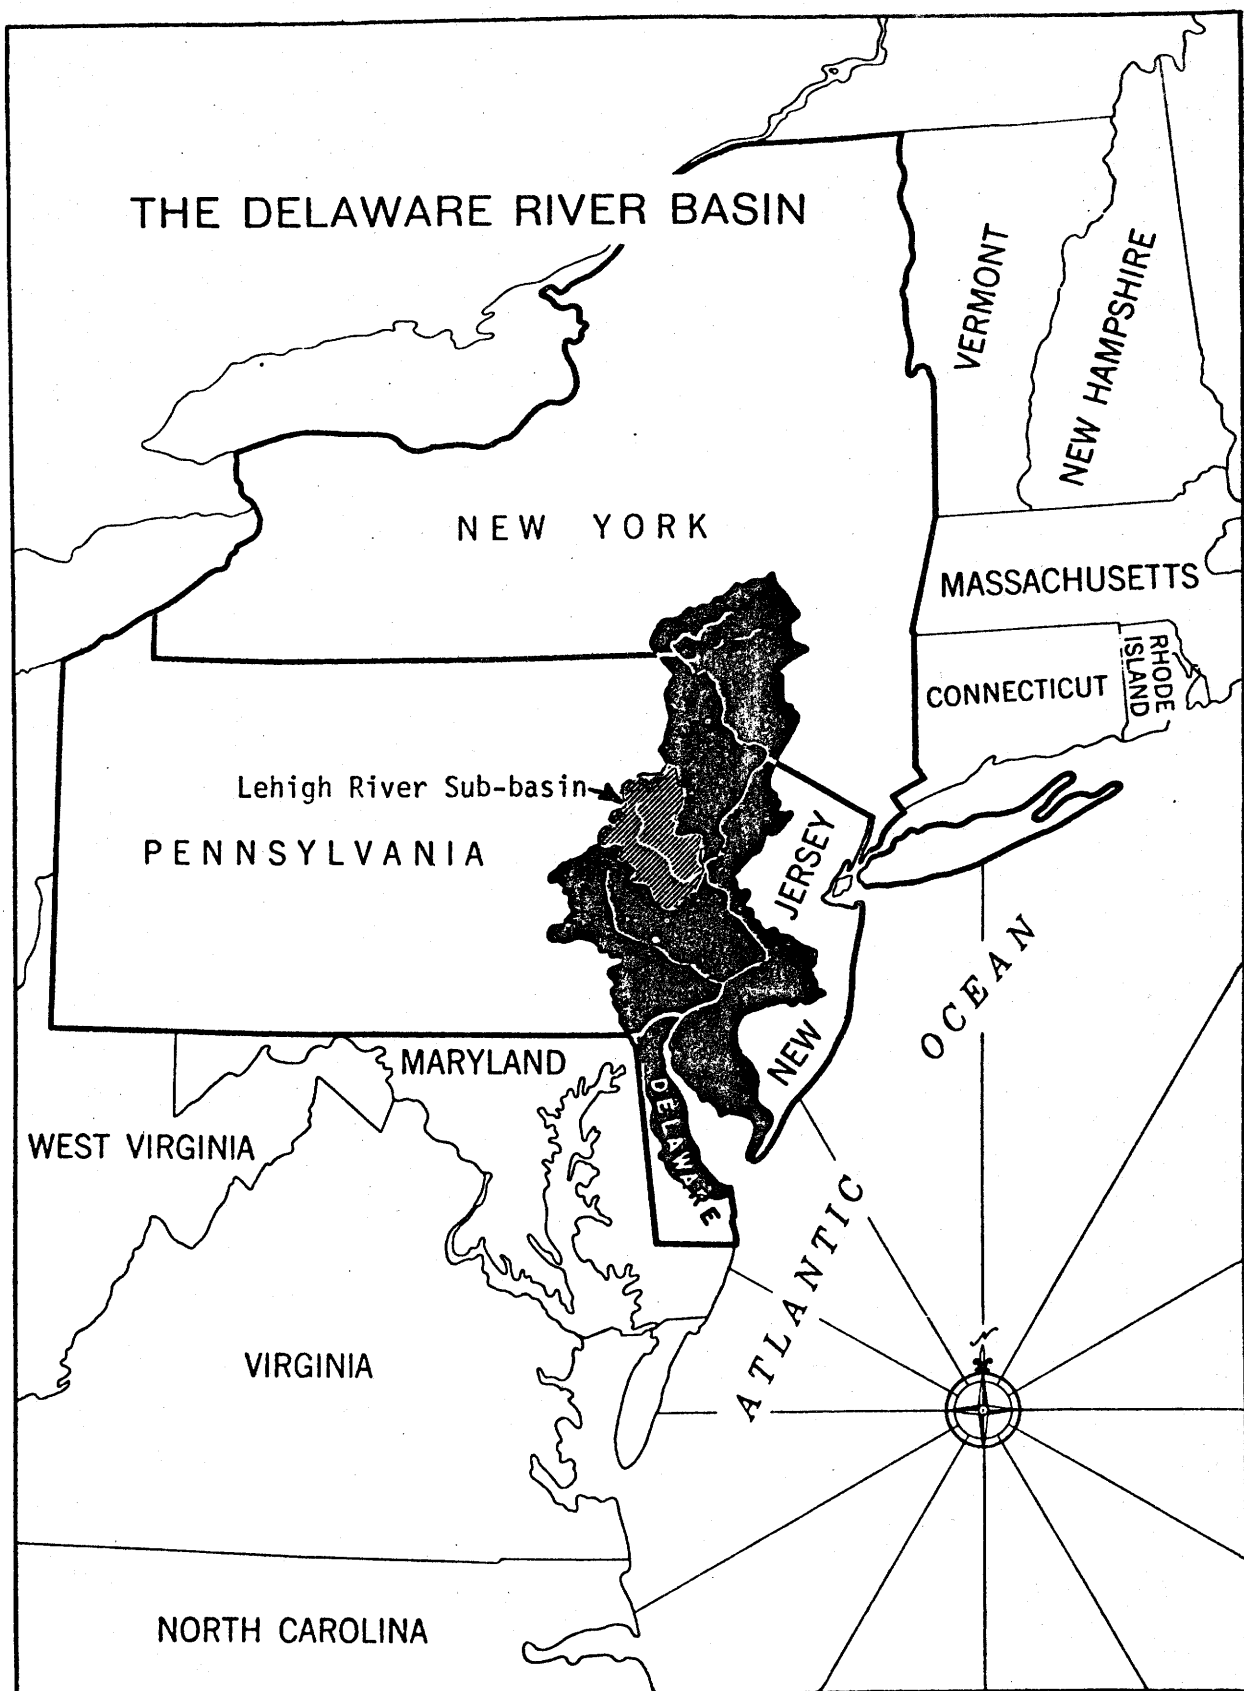 THE DELAWARE RIVER BASIN
VERMONT
NEW HAMPSHIRE
NEW YORK
MASSACHUSETTS
RHODE
ISLAND
CONNECTICUT
Lehigh River Sub-basin
PENNSYLVANIA
NEW JERSEY
OCEAN
MARYLAND
DELAWARE
WEST VIRGINIA
ATLANTIC
VIRGINIA
NORTH CAROLINA